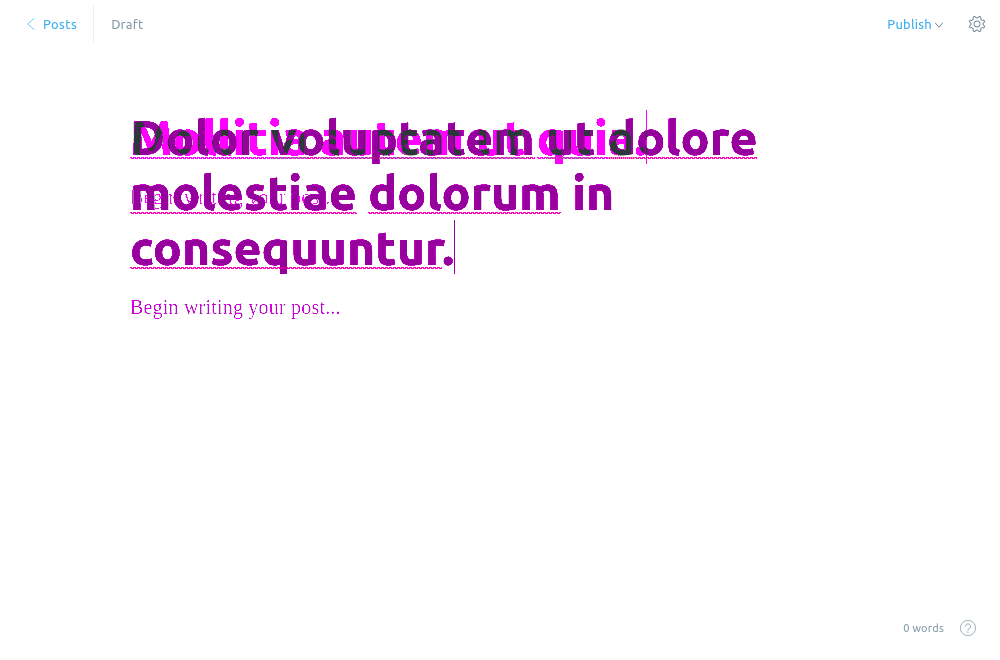 Posts
Draft
Publish
Dolor voluptatem ut dolore
molestiae dolorum in
consequuntur.
Begin writing your post...
0 words
?